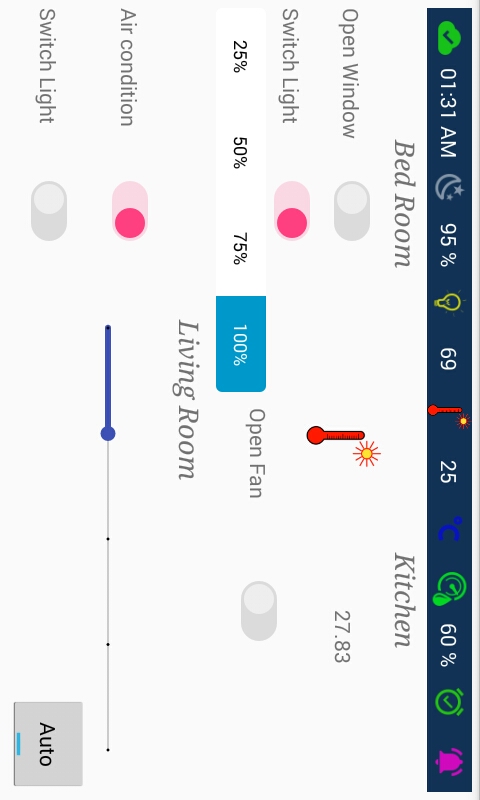 01:31 AM 95 % 69 25 °C 60 %
Bed Room
Kitchen
Open Window
27.83
Switch Light
25% 50% 75% 100%
Open Fan
Living Room
Air condition
Switch Light
Auto